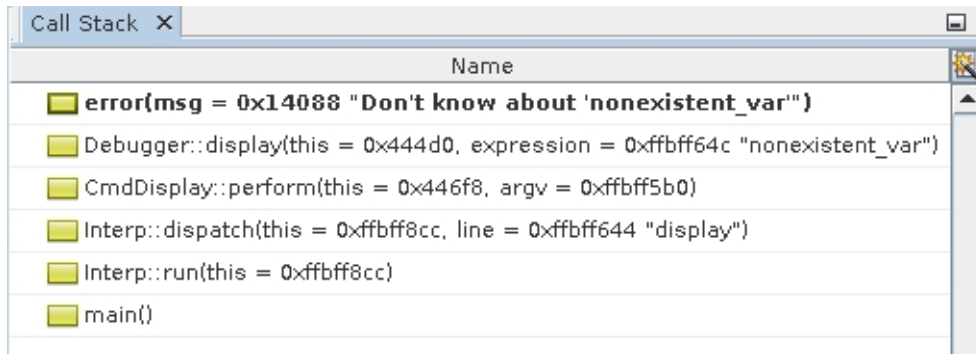 Call Stack X
Name
error(msg = 0x14088 "Don't know about 'nonexistent_var'")
Debugger::display(this = 0x444d0, expression = 0xffbff64c "nonexistent_var")
CmdDisplay::perform(this = 0x446f8, argv = 0xffbff5b0)
Interp::dispatch(this = 0xffbff8cc, line = 0xffbff644 "display")
Interp::run(this = 0xffbff8cc)
main()